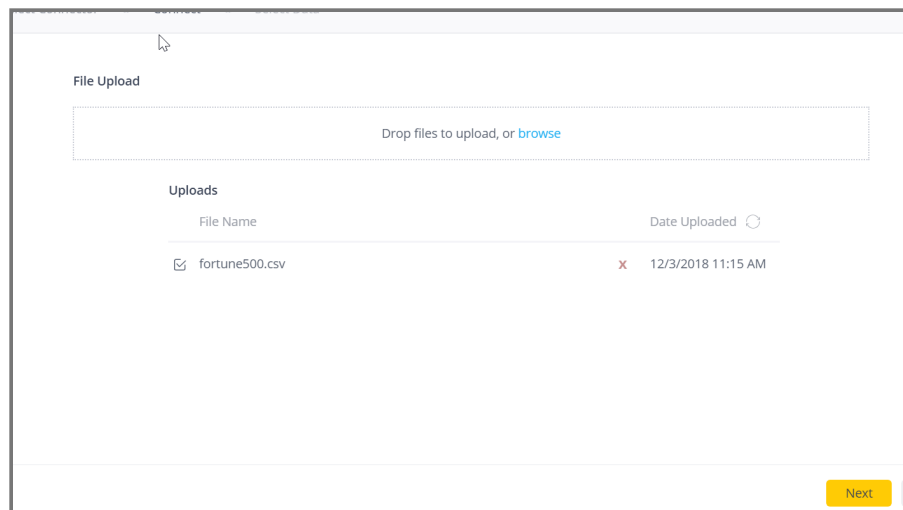 File Upload
Drop files to upload, or browse
Uploads
File Name Date Uploaded
fortune500.csv x 12/3/2018 11:15 AM
Next